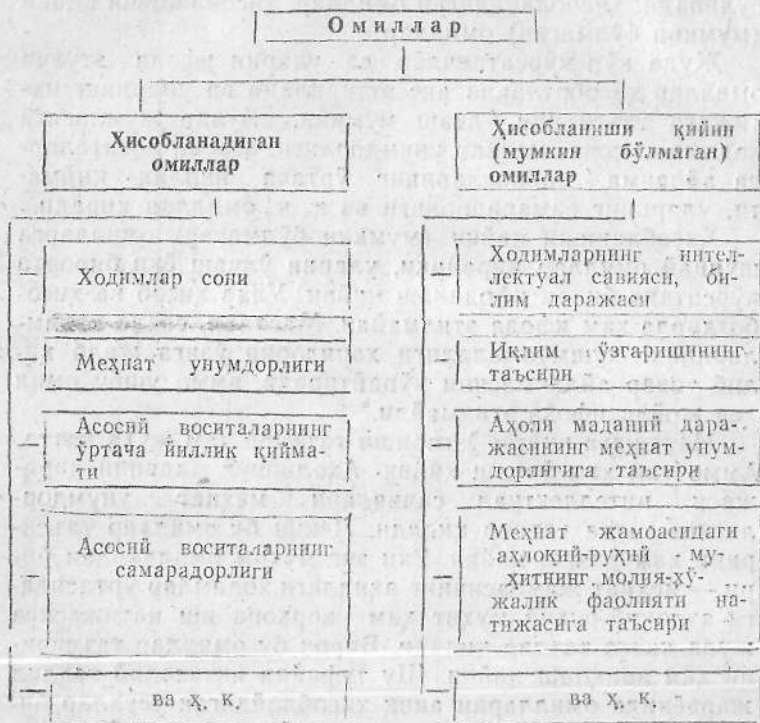 Омиллар
Ҳисобланадиган
омиллар
Ҳисобланиши қийин
(мумкин бўлмаган)
омиллар
Ходимлар сони
Меҳнат унумдорлиги
Асосий воситаларнинг
ўртача йиллик қийма-
ти
Асосий воситаларнинг
самарадорлиги
ва ҳ. к.
Ходимларнинг интел-
лектуал савияси, би-
лим даражаси
Иқлим ўзгаришининг
таъсири
Аҳоли маданий дара-
жасининг меҳнат унум-
дорлигига таъсири
Меҳнат жамоасидаги
ахлоқий-руҳий му-
ҳитнинг молия-хў-
жалик фаолияти на-
тижасига таъсири
ва ҳ. к.